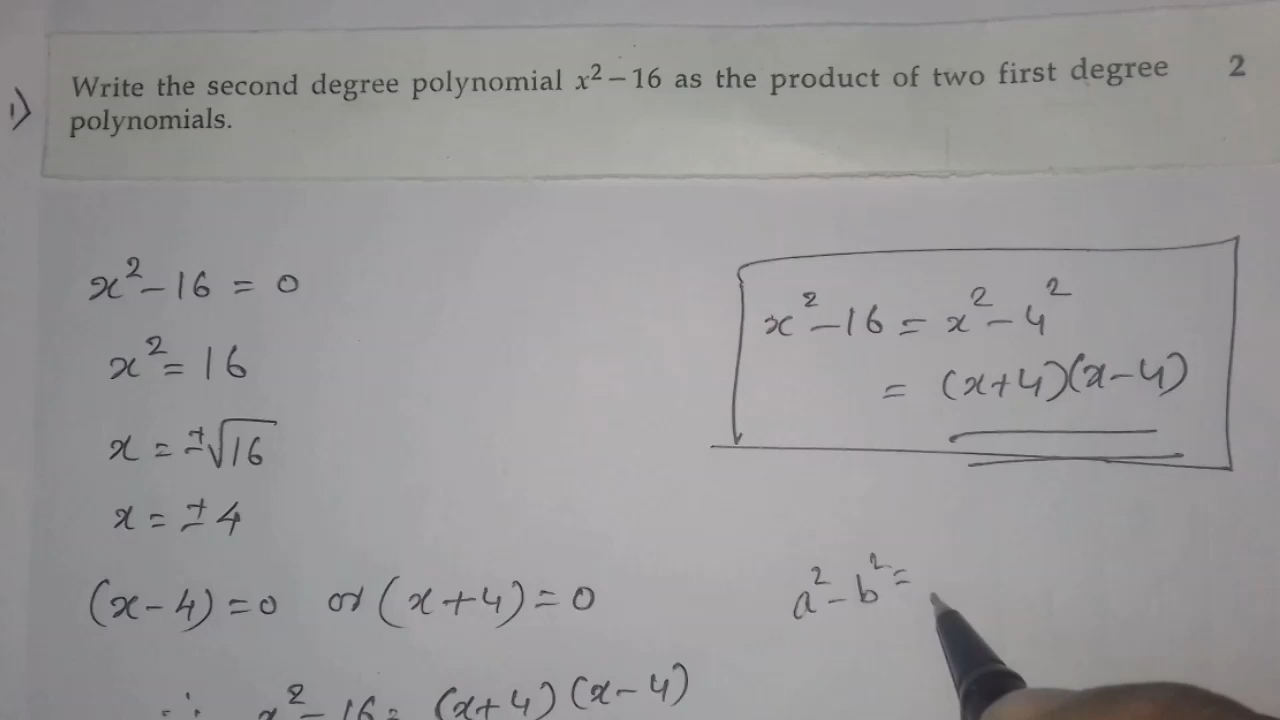 1)
Write the second degree polynomial x² – 16 as the product of two first degree 2
polynomials.
x² – 16 = 0
x² = 16
x = ±√16
x = ±4
(x – 4) = 0 or (x + 4) = 0
∴ x² – 16 = (x+4) (x – 4)
x² – 16 = x² – 4²
= (x+4)(x – 4)
a² – b² =